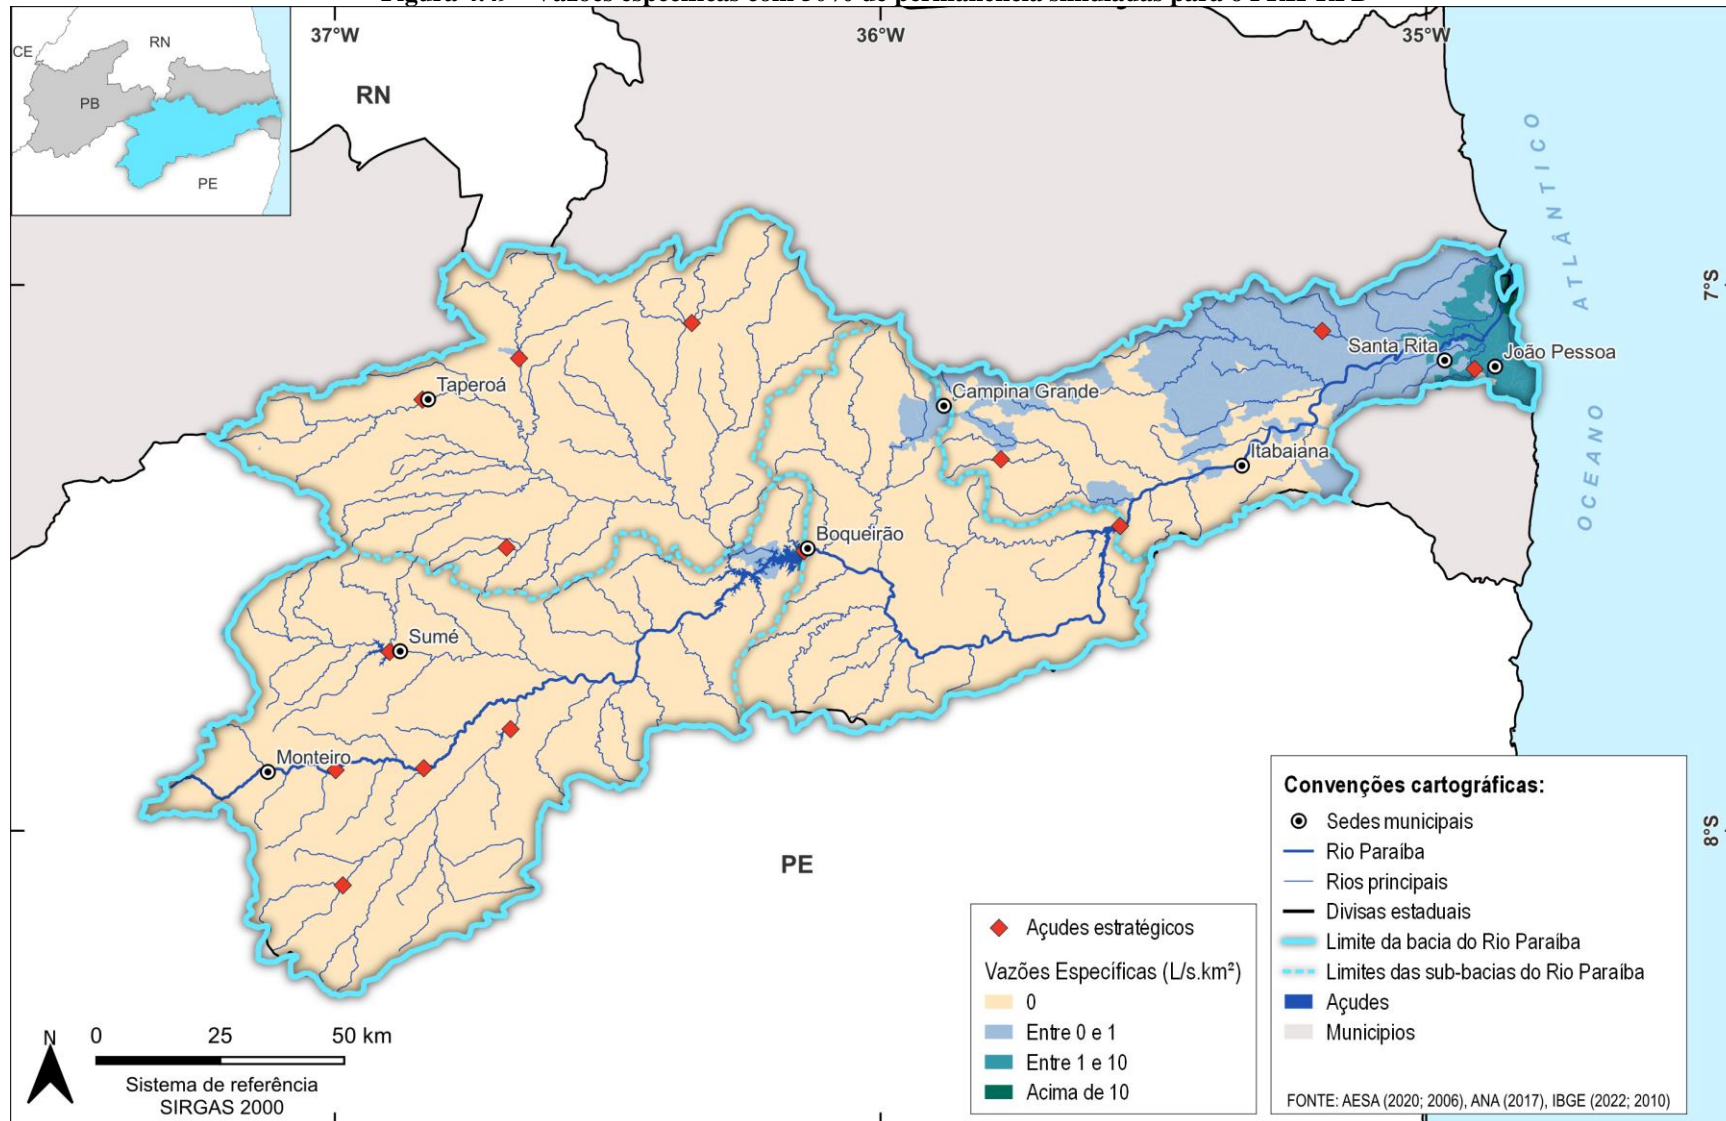 CE
RN
PB
PE
37°W
36°W
35°W
RN
7°S
8°S
OCEANO ATLÂNTICO
Santa Rita
João Pessoa
Taperoá
Campina Grande
Itabaiana
Boqueirão
Sumé
Monteiro
PE
N
0 25 50 km
Sistema de referência
SIRGAS 2000
Açudes estratégicos
Vazões Específicas (L/s.km²)
0
Entre 0 e 1
Entre 1 e 10
Acima de 10
Convenções cartográficas:
Sedes municipais
Rio Paraíba
Rios principais
Divisas estaduais
Limite da bacia do Rio Paraíba
Limites das sub-bacias do Rio Paraíba
Açudes
Municipios
FONTE: AESA (2020; 2006), ANA (2017), IBGE (2022; 2010)